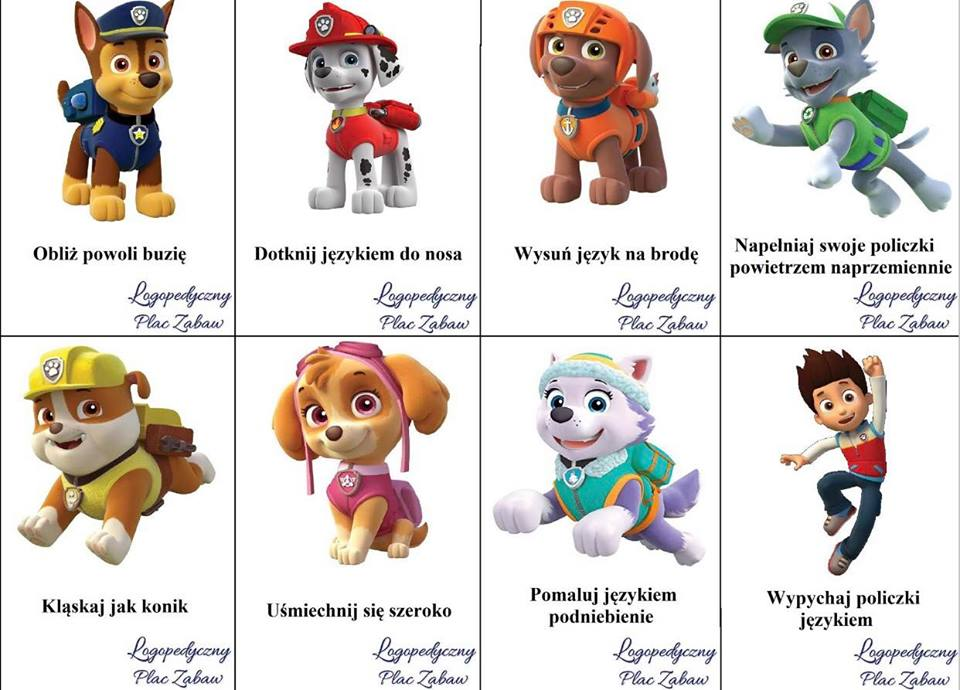 Obliż powoli buzię
Logopedyczny
Plac Zabaw
Dotknij językiem do nosa
Logopedyczny
Plac Zabaw
Wysuń język na brodę
Logopedyczny
Plac Zabaw
Napełniaj swoje policzki
powietrzem naprzemiennie
Logopedyczny
Plac Zabaw
Kląskaj jak konik
Logopedyczny
Plac Zabaw
Uśmiechnij się szeroko
Logopedyczny
Plac Zabaw
Pomaluj językiem
podniebienie
Logopedyczny
Plac Zabaw
Wypychaj policzki
językiem
Logopedyczny
Plac Zabaw